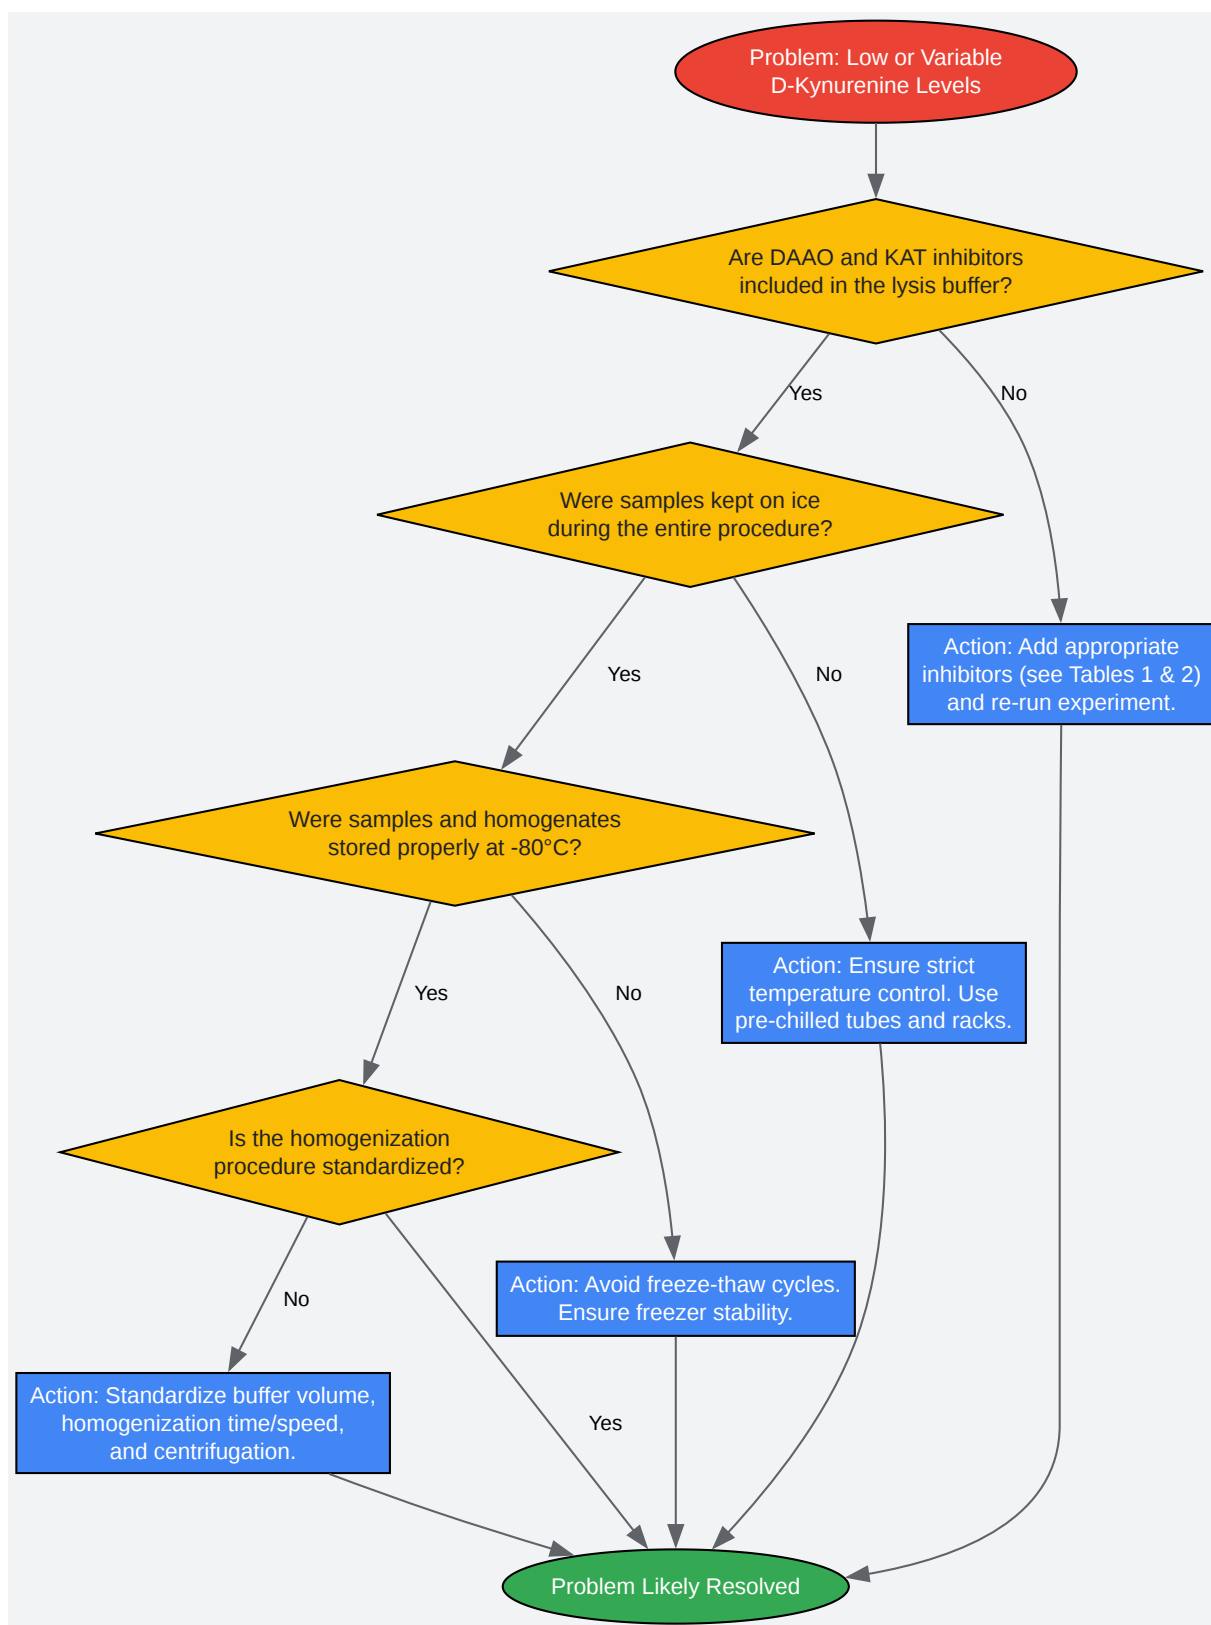 Problem: Low or Variable
D-Kynurenine Levels
Are DAAO and KAT inhibitors
included in the lysis buffer?
Yes
No
Were samples kept on ice
during the entire procedure?
Action: Add appropriate
inhibitors (see Tables 1 & 2)
and re-run experiment.
Yes
No
Were samples and homogenates
stored properly at -80°C?
Action: Ensure strict
temperature control. Use
pre-chilled tubes and racks.
Yes
No
Is the homogenization
procedure standardized?
Action: Avoid freeze-thaw cycles.
Ensure freezer stability.
No
Action: Standardize buffer volume,
homogenization time/speed,
and centrifugation.
Yes
Problem Likely Resolved